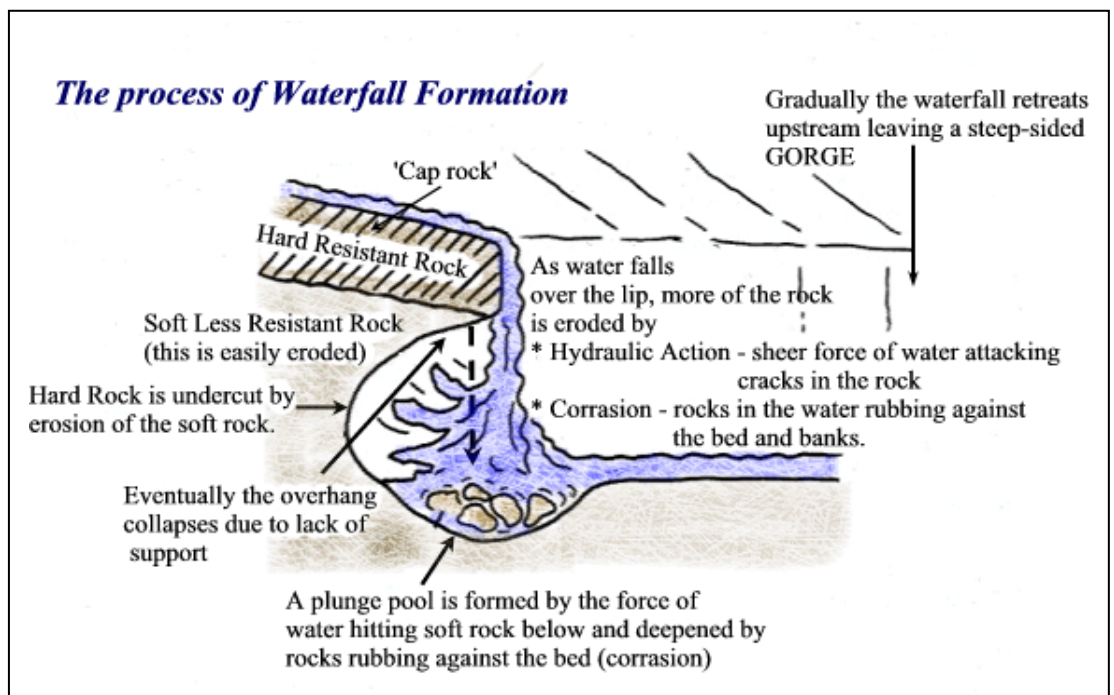 The process of Waterfall Formation
Gradually the waterfall retreats
upstream leaving a steep-sided
GORGE
'Cap rock'
Hard Resistant Rock
As water falls
over the lip, more of the rock
is eroded by
* Hydraulic Action - sheer force of water attacking
cracks in the rock
* Corrasion - rocks in the water rubbing against
the bed and banks.
Soft Less Resistant Rock
(this is easily eroded)
Hard Rock is undercut by
erosion of the soft rock.
Eventually the overhang
collapses due to lack of
support
A plunge pool is formed by the force of
water hitting soft rock below and deepened by
rocks rubbing against the bed (corrasion)